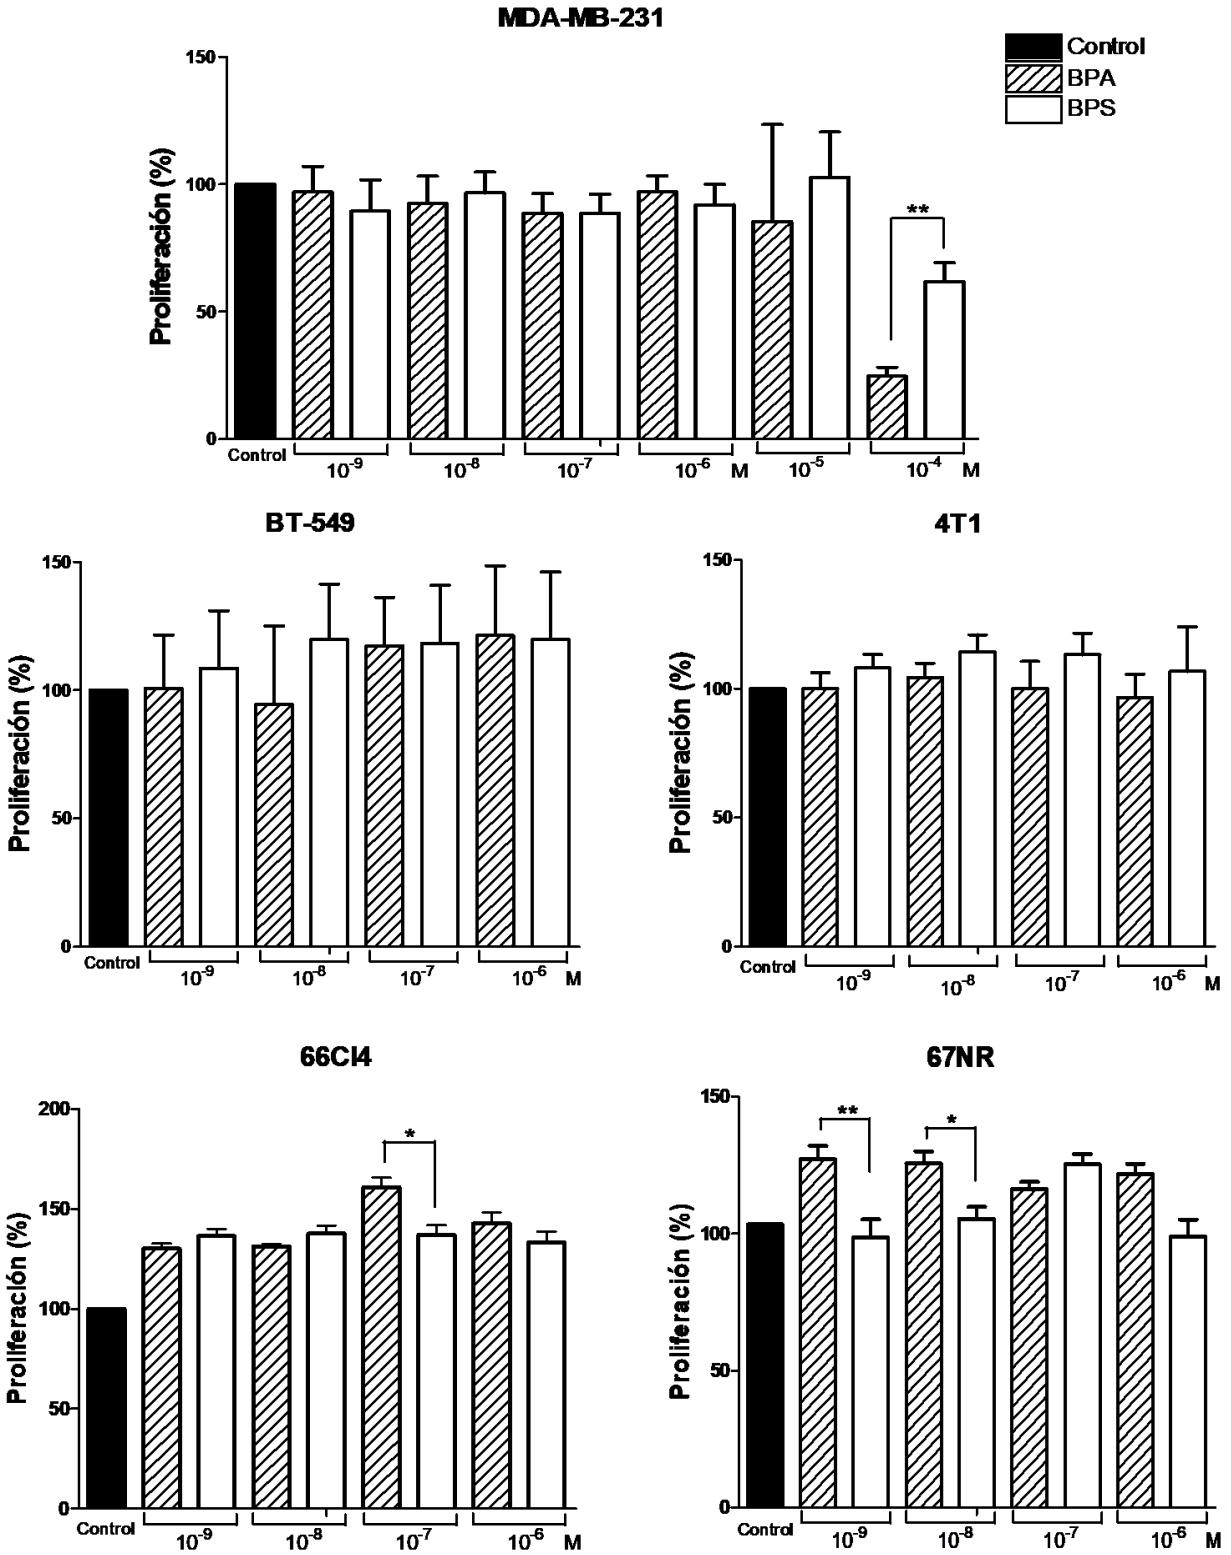 MDA-MB-231
Control
BPA
BPS
Proliferación (%)
150
100
50
0
**
Control 10⁻⁹ 10⁻⁸ 10⁻⁷ 10⁻⁶ M 10⁻⁵ 10⁻⁴ M
BT-549
Proliferación (%)
150
100
50
0
Control 10⁻⁹ 10⁻⁸ 10⁻⁷ 10⁻⁶ M
4T1
Proliferación (%)
150
100
50
0
Control 10⁻⁹ 10⁻⁸ 10⁻⁷ 10⁻⁶ M
66Cl4
Proliferación (%)
200
150
100
50
0
*
Control 10⁻⁹ 10⁻⁸ 10⁻⁷ 10⁻⁶ M
67NR
Proliferación (%)
150
100
50
0
** *
Control 10⁻⁹ 10⁻⁸ 10⁻⁷ 10⁻⁶ M